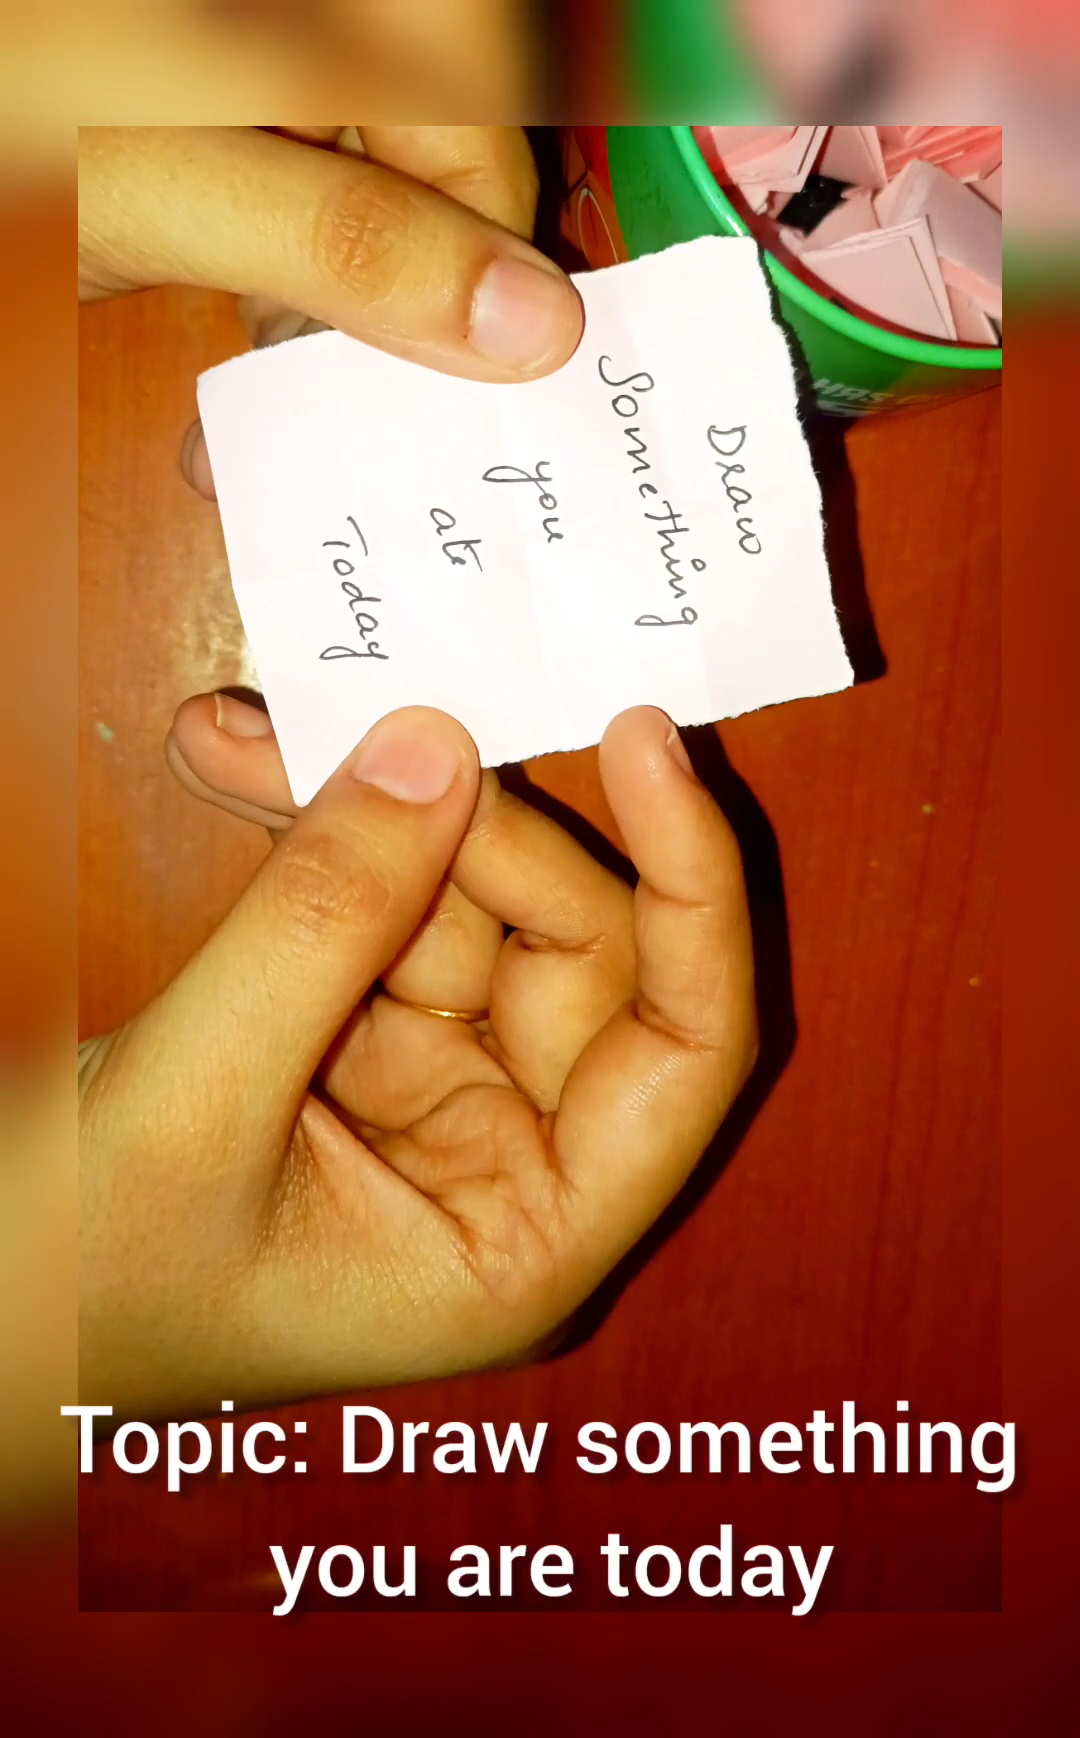 Draw
Something
you
ate
Today
Topic: Draw something
you are today